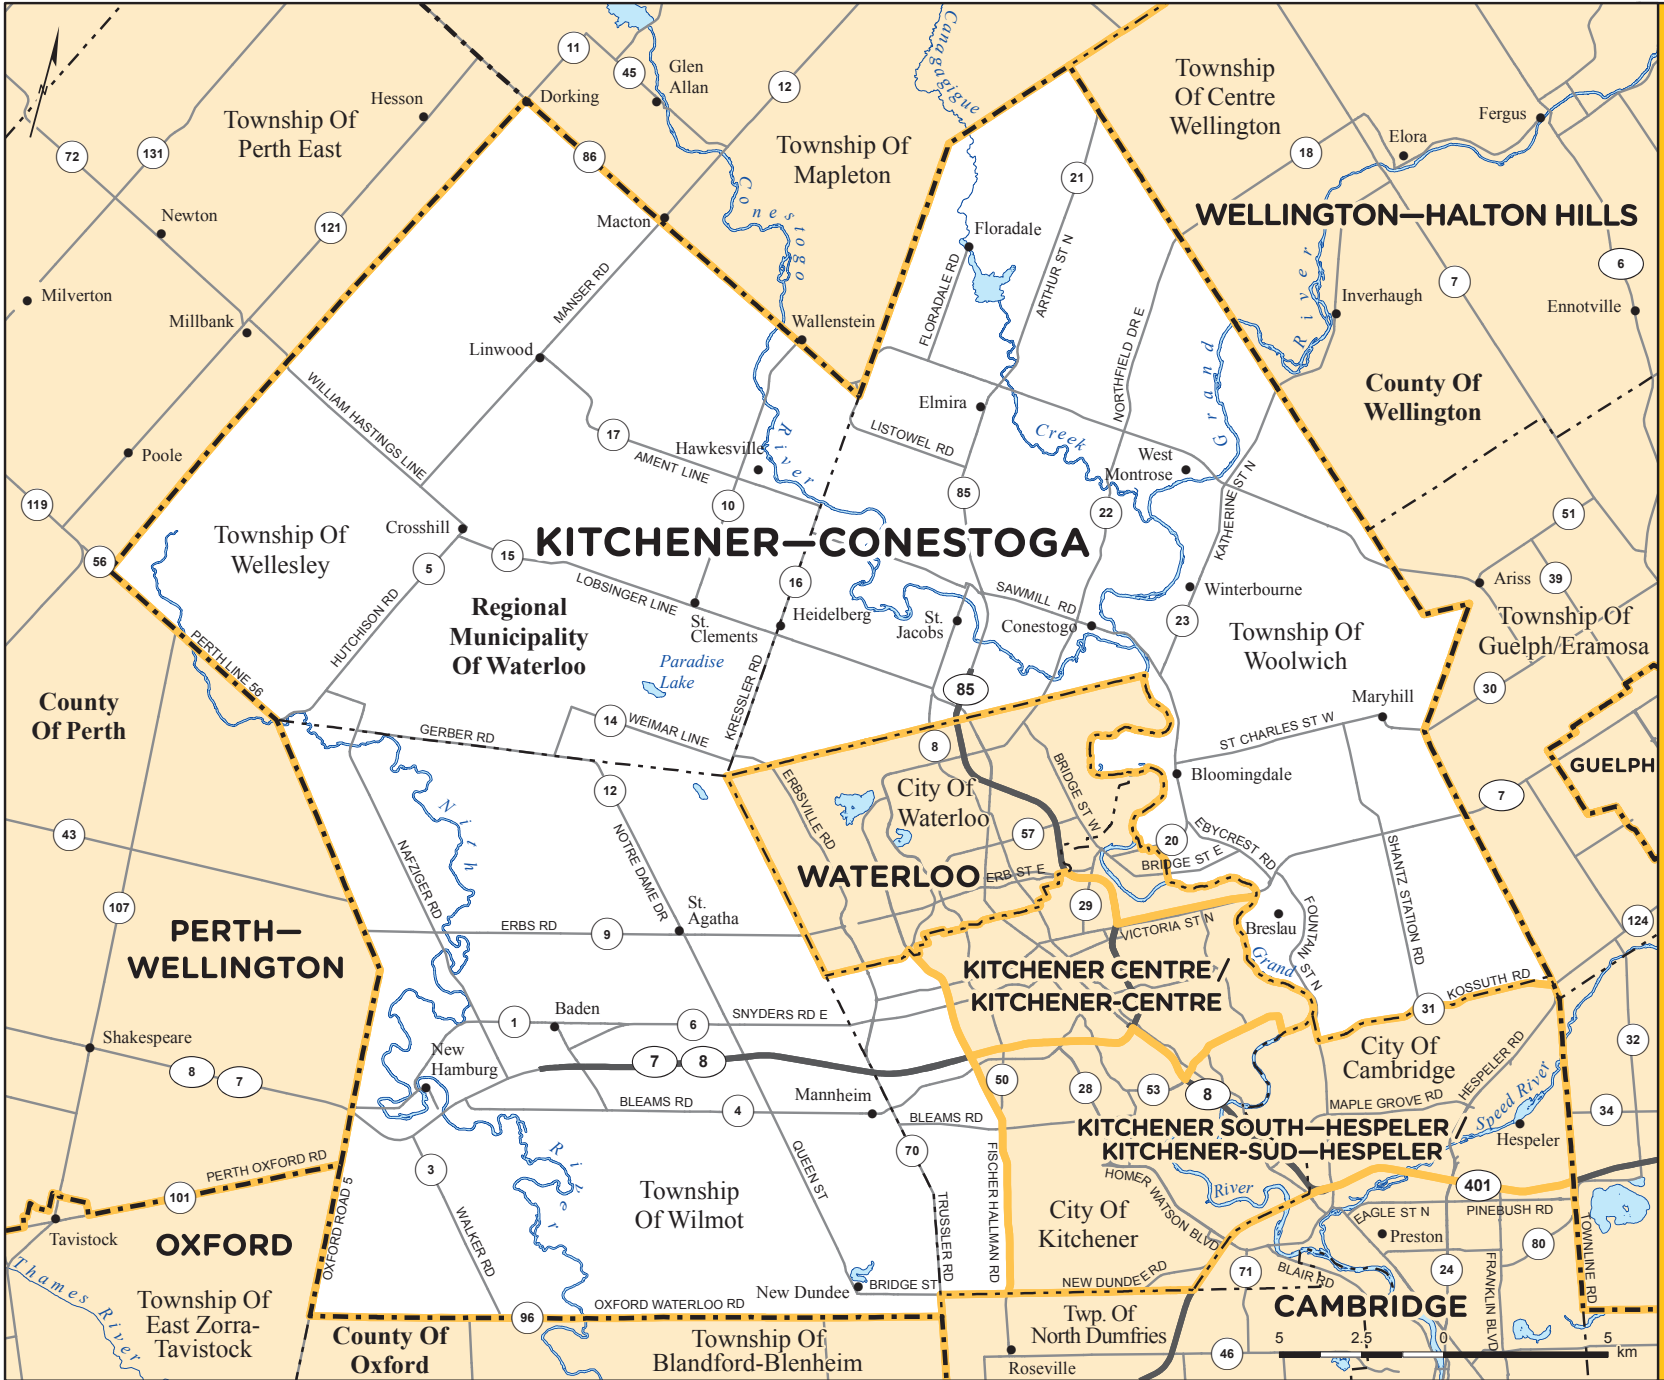 Canagagigue
11
45
Glen
Allan
12
Township
Of Centre
Wellington
Hesson
Dorking
Fergus
Township Of
Perth East
72
131
86
Township Of
Mapleton
18
Elora
21
Newton
121
Macton
WELLINGTON—HALTON HILLS
Conestogo
Floradale
River
6
7
Milverton
Millbank
MANSER RD
FLORADALE RD
ARTHUR ST N
NORTHFIELD DR E
Inverhaugh
Ennotville
Wallenstein
Linwood
Grand
County Of
Wellington
WILLIAM HASTINGS LINE
Elmira
LISTOWEL RD
Creek
17
AMENT LINE
Hawkesville
River
West
Montrose
KATHERINE ST N
Poole
119
10
85
22
51
Township Of
Wellesley
Crosshill
KITCHENER—CONESTOGA
56
5
15
16
LOBSINGER LINE
SAWMILL RD
Winterbourne
Ariss
39
HUTCHISON RD
Regional
Municipality
Of Waterloo
St.
Clements
Heidelberg
St.
Jacobs
Conestogo
23
Township Of
Woolwich
Township Of
Guelph/Eramosa
PERTH LINE 56
Paradise
Lake
KRESSLER RD
85
Maryhill
30
County
Of Perth
GERBER RD
14
WEIMAR LINE
8
ST CHARLES ST W
GUELPH
ERBSVILLE RD
BRIDGE ST W
Bloomingdale
7
12
City Of
Waterloo
43
Nith
NAFZIGER RD
NOTRE DAME DR
57
20
EBYCREST RD
BRIDGE ST E
SHANTZ STATION RD
WATERLOO
ERB ST E
107
29
St.
Agatha
124
PERTH—
WELLINGTON
ERBS RD
9
VICTORIA ST N
Breslau
FOUNTAIN ST N
Grand
KITCHENER CENTRE /
KITCHENER-CENTRE
KOSSUTH RD
31
1
Baden
6
SNYDERS RD E
Shakespeare
8
7
New
Hamburg
7
8
City Of
Cambridge
HESPELER RD
32
50
28
53
8
Speed River
Mannheim
BLEAMS RD
4
BLEAMS RD
MAPLE GROVE RD
34
KITCHENER SOUTH—HESPELER /
KITCHENER-SUD—HESPELER
Hespeler
River
3
QUEEN ST
70
FISCHER HALLMAN RD
HOMER WATSON BLVD
River
401
PERTH OXFORD RD
101
OXFORD ROAD 5
WALKER RD
Township
Of Wilmot
TRUSSLER RD
City Of
Kitchener
EAGLE ST N
PINEBUSH RD
Preston
TOWNLINE RD
80
Tavistock
OXFORD
71
BLAIR RD
24
FRANKLIN BLVD
Thames River
New Dundee
BRIDGE ST
NEW DUNDEE RD
Township Of
East Zorra-
Tavistock
96
OXFORD WATERLOO RD
CAMBRIDGE
County Of
Oxford
Township Of
Blandford-Blenheim
Twp. Of
North Dumfries
Roseville
46
5 2.5 0 5
km